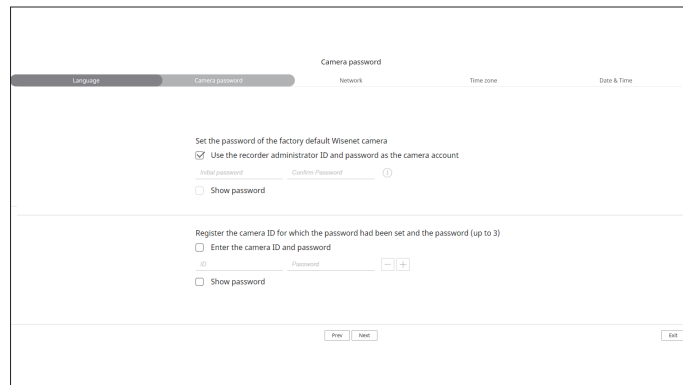 Camera password
Language Camera password Network Time zone Date & Time
Set the password of the factory default Wisenet camera
Use the recorder administrator ID and password as the camera account
Initial password Confirm Password
Show password
Register the camera ID for which the password had been set and the password (up to 3)
Enter the camera ID and password
ID Password
Show password
Prev Next Exit